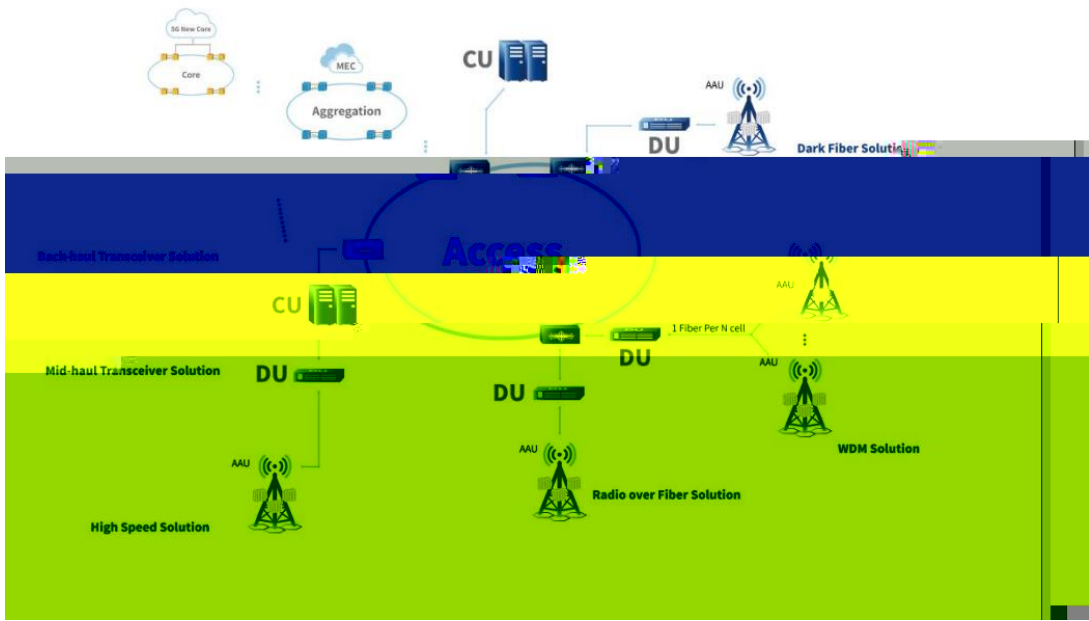 5G New Core
Core
MEC
Aggregation
CU
AAU
DU
Dark Fiber Solution
Access
Back-haul Transceiver Solution
AAU
CU
1 Fiber Per N cell
DU
AAU
Mid-haul Transceiver Solution
DU
DU
WDM Solution
AAU
AAU
Radio over Fiber Solution
High Speed Solution